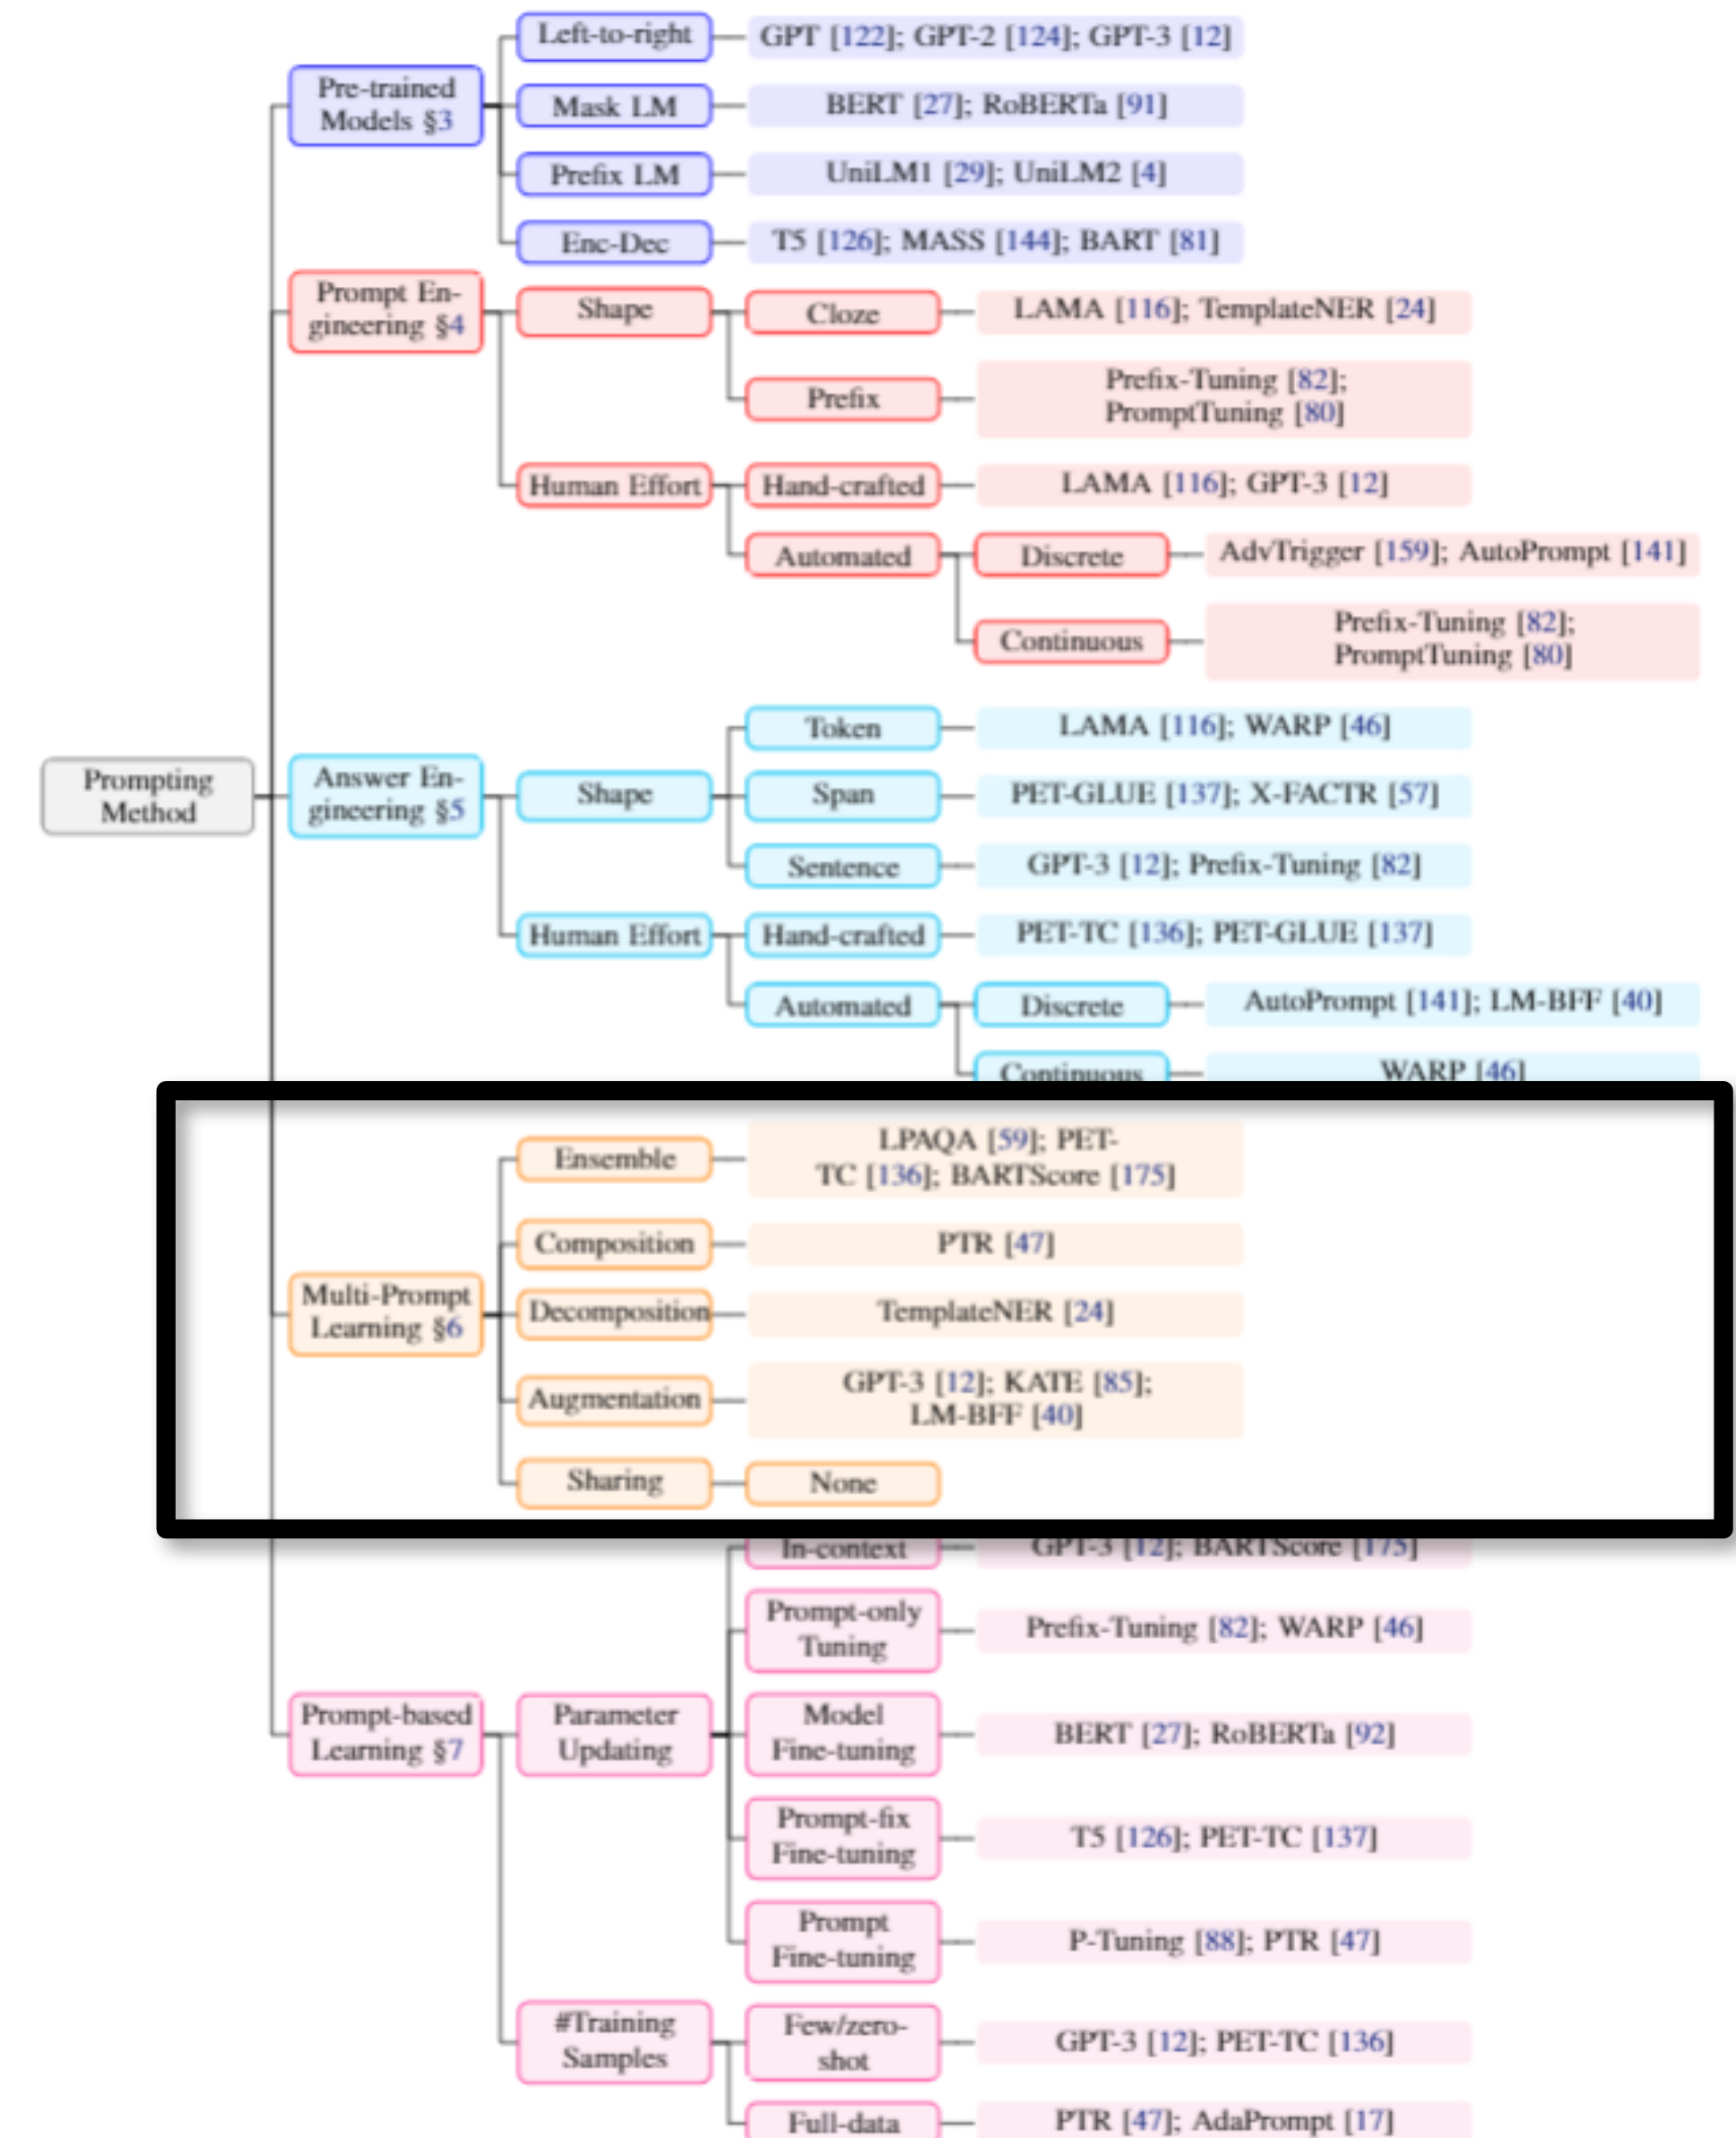 Prompting
Method
Pre-trained
Models §3
Left-to-right
GPT [122]; GPT-2 [124]; GPT-3 [12]
Mask LM
BERT [27]; RoBERTa [91]
Prefix LM
UniLM1 [29]; UniLM2 [4]
Enc-Dec
T5 [126]; MASS [144]; BART [81]
Prompt En-
gineering §4
Shape
Cloze
LAMA [116]; TemplateNER [24]
Prefix
Prefix-Tuning [82];
PromptTuning [80]
Human Effort
Hand-crafted
LAMA [116]; GPT-3 [12]
Automated
Discrete
AdvTrigger [159]; AutoPrompt [141]
Continuous
Prefix-Tuning [82];
PromptTuning [80]
Answer En-
gineering §5
Shape
Token
LAMA [116]; WARP [46]
Span
PET-GLUE [137]; X-FACTR [57]
Sentence
GPT-3 [12]; Prefix-Tuning [82]
Human Effort
Hand-crafted
PET-TC [136]; PET-GLUE [137]
Automated
Discrete
AutoPrompt [141]; LM-BFF [40]
Continuous
WARP [46]
Multi-Prompt
Learning §6
Ensemble
LPAQA [59]; PET-
TC [136]; BARTScore [175]
Composition
PTR [47]
Decomposition
TemplateNER [24]
Augmentation
GPT-3 [12]; KATE [85];
LM-BFF [40]
Sharing
None
Prompt-based
Learning §7
Parameter
Updating
In-context
GPT-3 [12]; BARTScore [175]
Prompt-only
Tuning
Prefix-Tuning [82]; WARP [46]
Model
Fine-tuning
BERT [27]; RoBERTa [92]
Prompt-fix
Fine-tuning
T5 [126]; PET-TC [137]
Prompt
Fine-tuning
P-Tuning [88]; PTR [47]
#Training
Samples
Few/zero-
shot
GPT-3 [12]; PET-TC [136]
Full-data
PTR [47]; AdaPrompt [17]